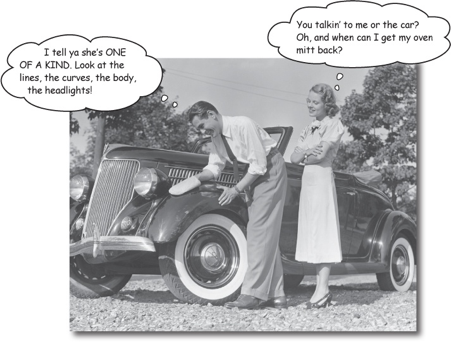 I tell ya she's ONE
OF A KIND. Look at the
lines, the curves, the body,
the headlights!
You talkin' to me or the car?
Oh, and when can I get my oven
mitt back?